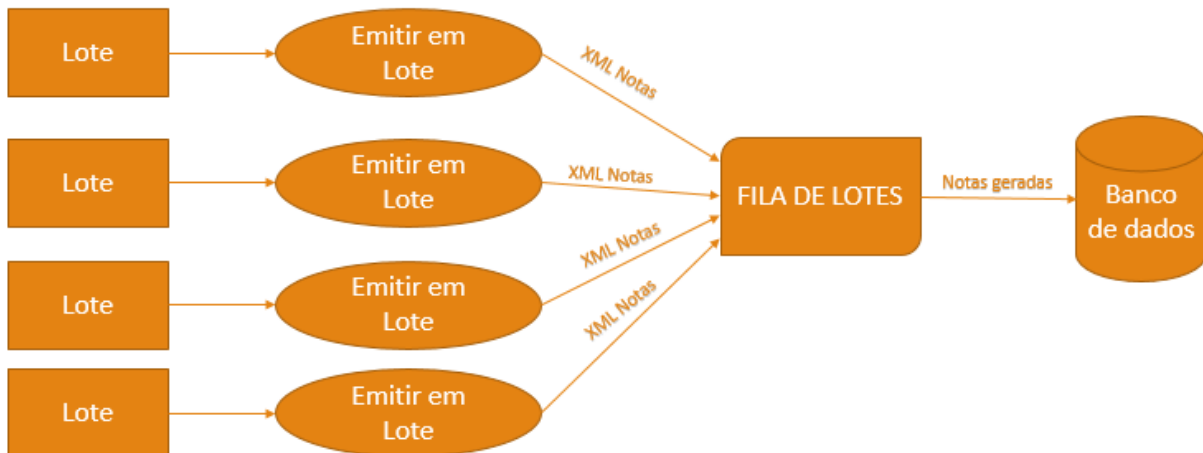 Lote
Emitir em
Lote
XML Notas
Lote
Emitir em
Lote
XML Notas
FILA DE LOTES
Notas geradas
Banco
de dados
Lote
Emitir em
Lote
XML Notas
Lote
Emitir em
Lote
XML Notas